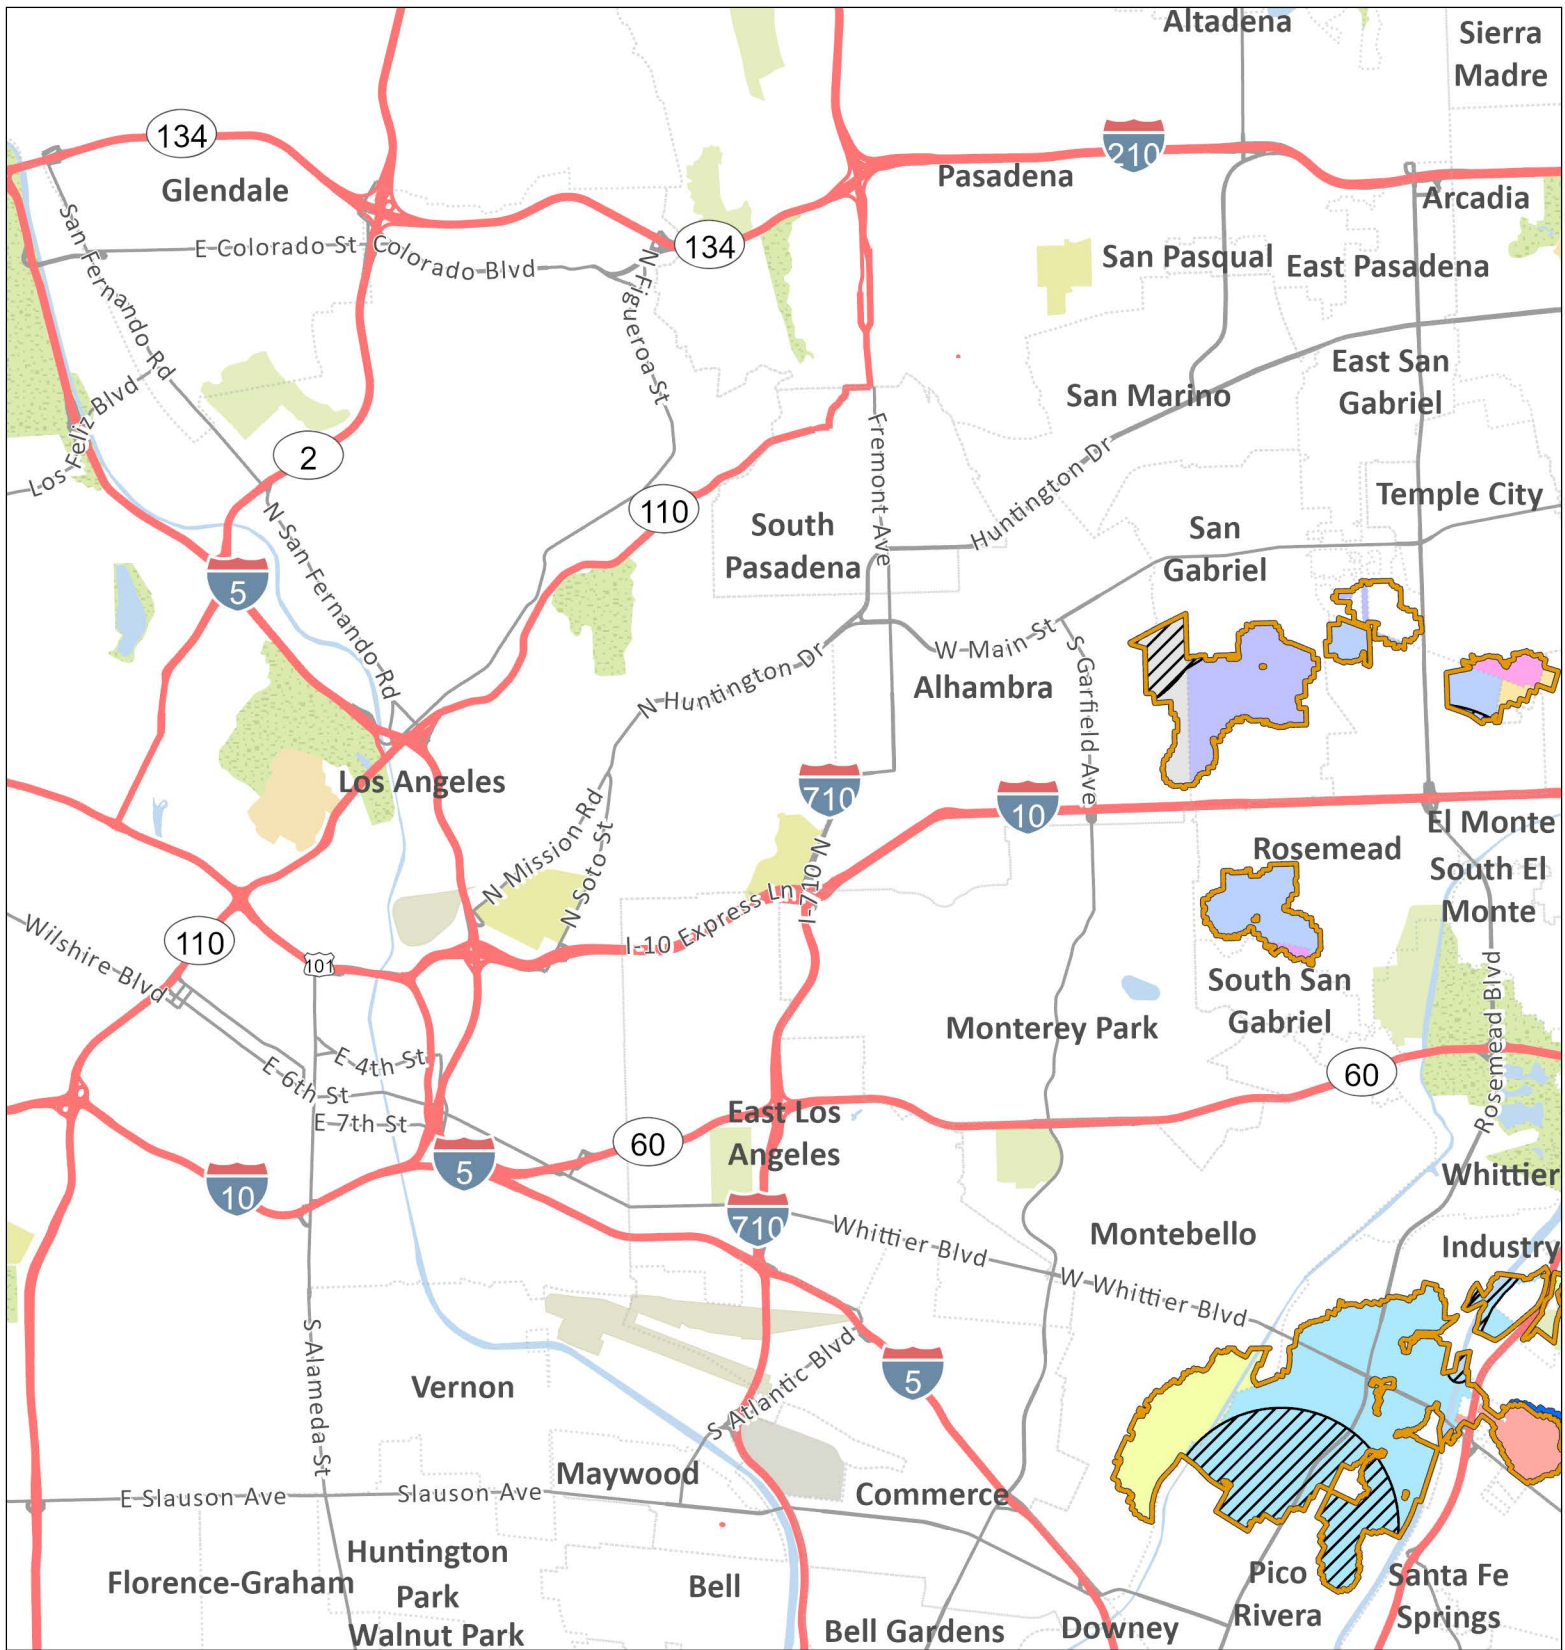 Altadena
Sierra
Madre
134
Glendale
210
Pasadena
Arcadia
San Fernando Rd
E Colorado St
Colorado Blvd
134
N Figueroa St
San Pasqual
East Pasadena
East San
Gabriel
San Marino
Los Feliz Blvd
2
Fremont Ave
Huntington Dr
Temple City
110
N San Fernando Rd
South
Pasadena
San
Gabriel
5
W Main St
S Garfield Ave
N Huntington Dr
Alhambra
Los Angeles
710
10
N Mission Rd
N Soto St
I-710 N
I-10 Express Ln
El Monte
Rosemead
South El
Monte
Wilshire Blvd
110
101
South San
Gabriel
Rosemead Blvd
Monterey Park
E 4th St
E 6th St
E 7th St
60
East Los
Angeles
60
5
10
Whittier
710
Whittier Blvd
Montebello
Industry
W Whittier Blvd
S Alameda St
S Atlantic Blvd
5
Vernon
Maywood
Commerce
E Slauson Ave
Slauson Ave
Huntington
Park
Florence-Graham
Bell
Pico
Rivera
Santa Fe
Springs
Walnut Park
Bell Gardens
Downey